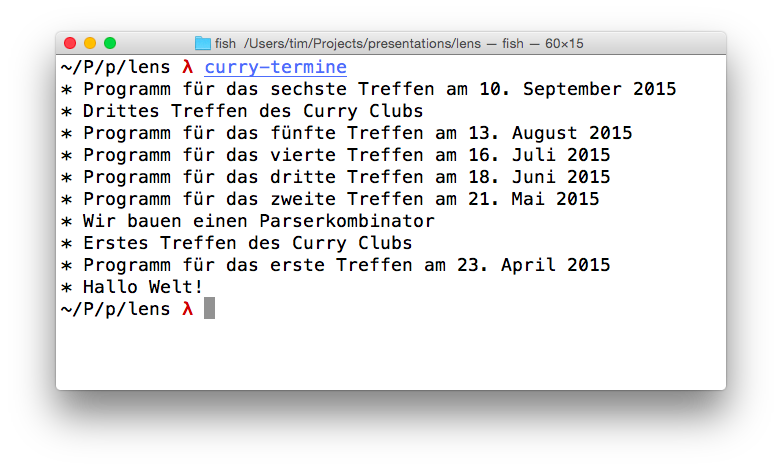 fish /Users/tim/Projects/presentations/lens — fish — 60×15
~/P/p/lens λ curry-termine
* Programm für das sechste Treffen am 10. September 2015
* Drittes Treffen des Curry Clubs
* Programm für das fünfte Treffen am 13. August 2015
* Programm für das vierte Treffen am 16. Juli 2015
* Programm für das dritte Treffen am 18. Juni 2015
* Programm für das zweite Treffen am 21. Mai 2015
* Wir bauen einen Parserkombinator
* Erstes Treffen des Curry Clubs
* Programm für das erste Treffen am 23. April 2015
* Hallo Welt!
~/P/p/lens λ